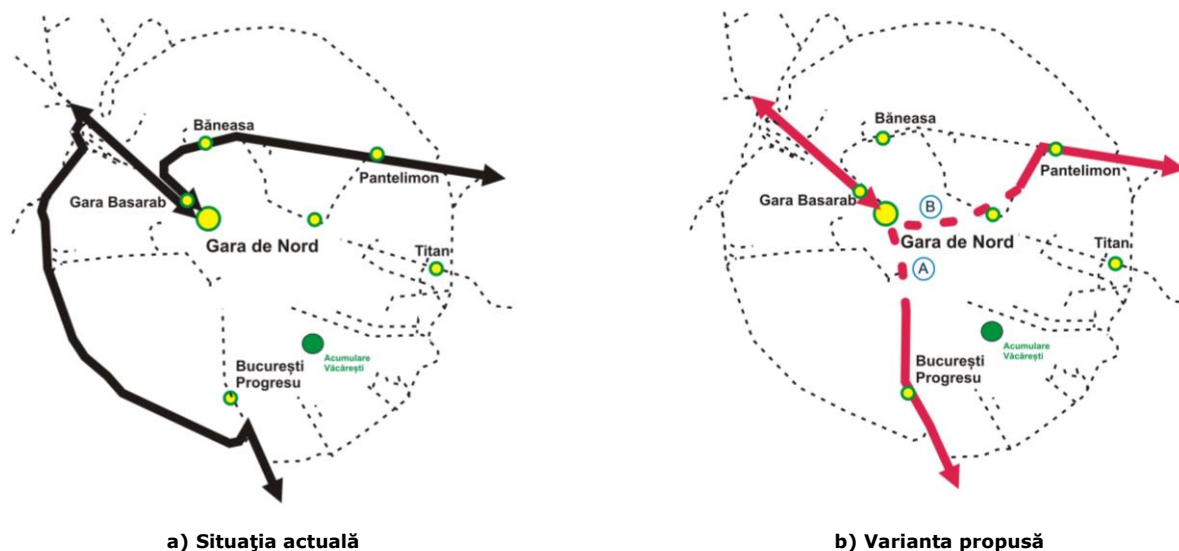 Băneasa
Pantelimon
Gara Basarab
Gara de Nord
Titan
Acumulare
Văcărești
București
Progresu
a) Situaţia actuală
Băneasa
Pantelimon
Gara Basarab
B
Gara de Nord
Titan
A
Acumulare
Văcărești
București
Progresu
b) Varianta propusă